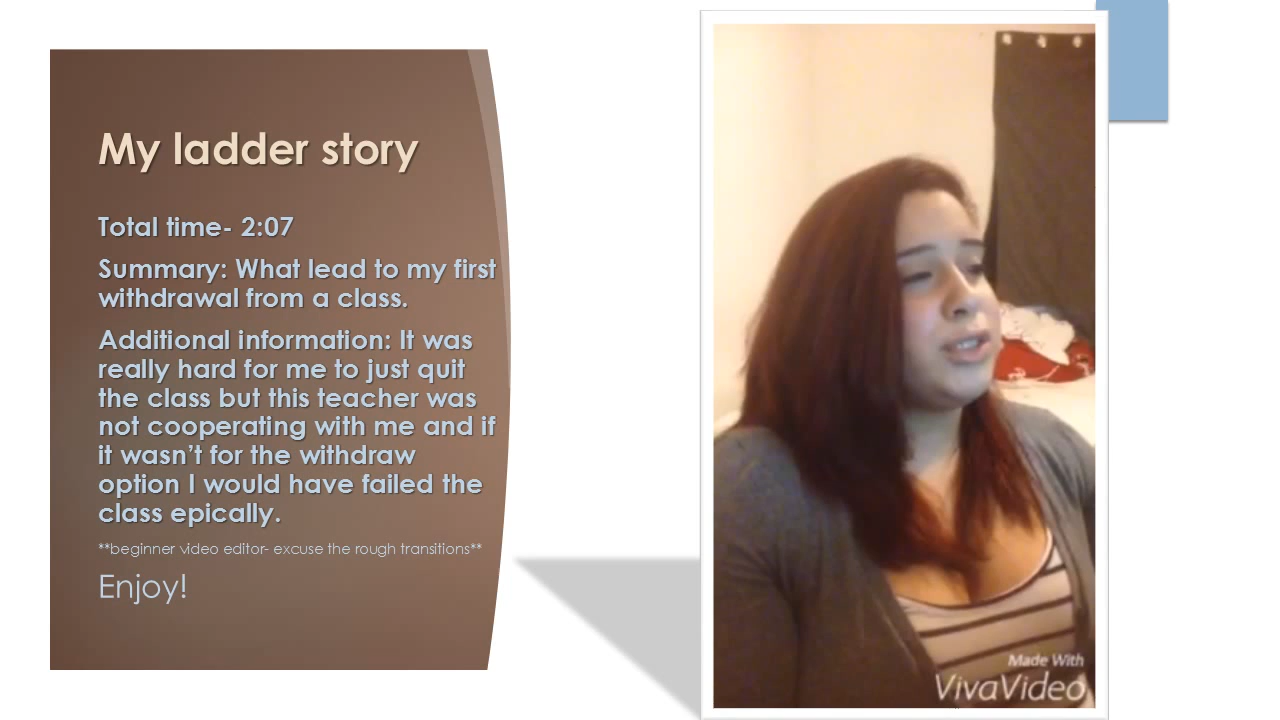 My ladder story
Total time- 2:07
Summary: What lead to my first
withdrawal from a class.
Additional information: It was
really hard for me to just quit
the class but this teacher was
not cooperating with me and if
it wasn’t for the withdraw
option I would have failed the
class epically.
**beginner video editor- excuse the rough transitions**
Enjoy!
Made With
VivaVideo